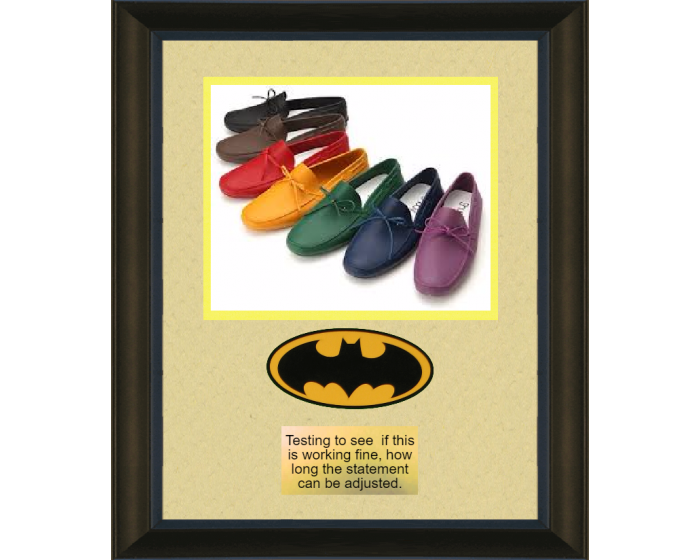 Testing to see  if this
is working fine, how
long the statement
can be adjusted.